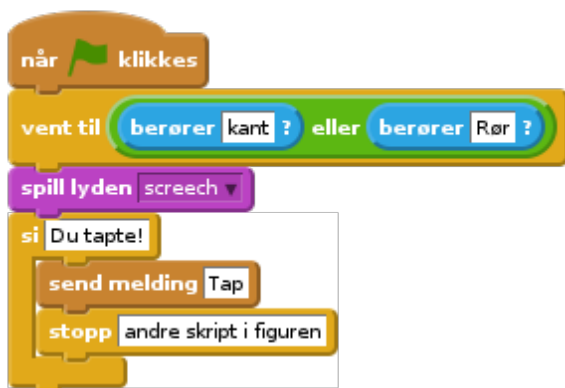 når klikkes
vent til berører kant ? eller berører Rør ?
spill lyden screech
si Du tapte!
send melding Tap
stopp andre skript i figuren